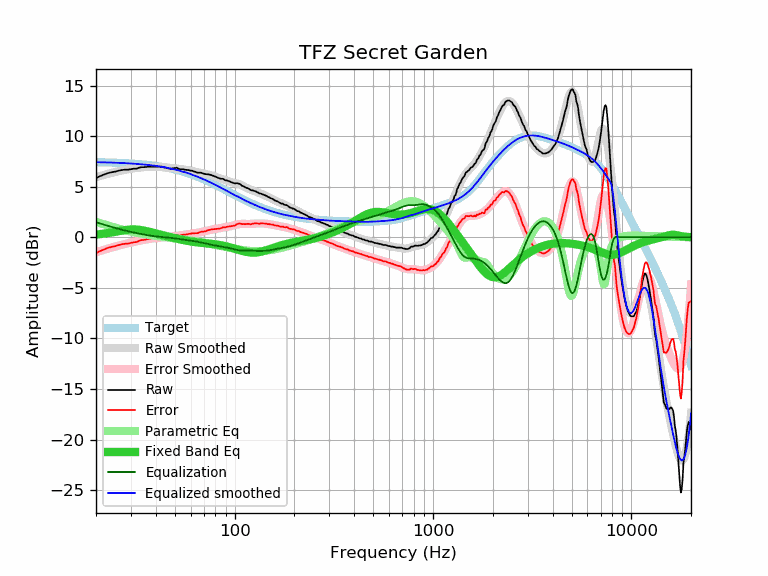 TFZ Secret Garden
Amplitude (dBr)
15
10
5
0
−5
−10
−15
−20
−25
Target
Raw Smoothed
Error Smoothed
Raw
Error
Parametric Eq
Fixed Band Eq
Equalization
Equalized smoothed
100 1000 10000
Frequency (Hz)